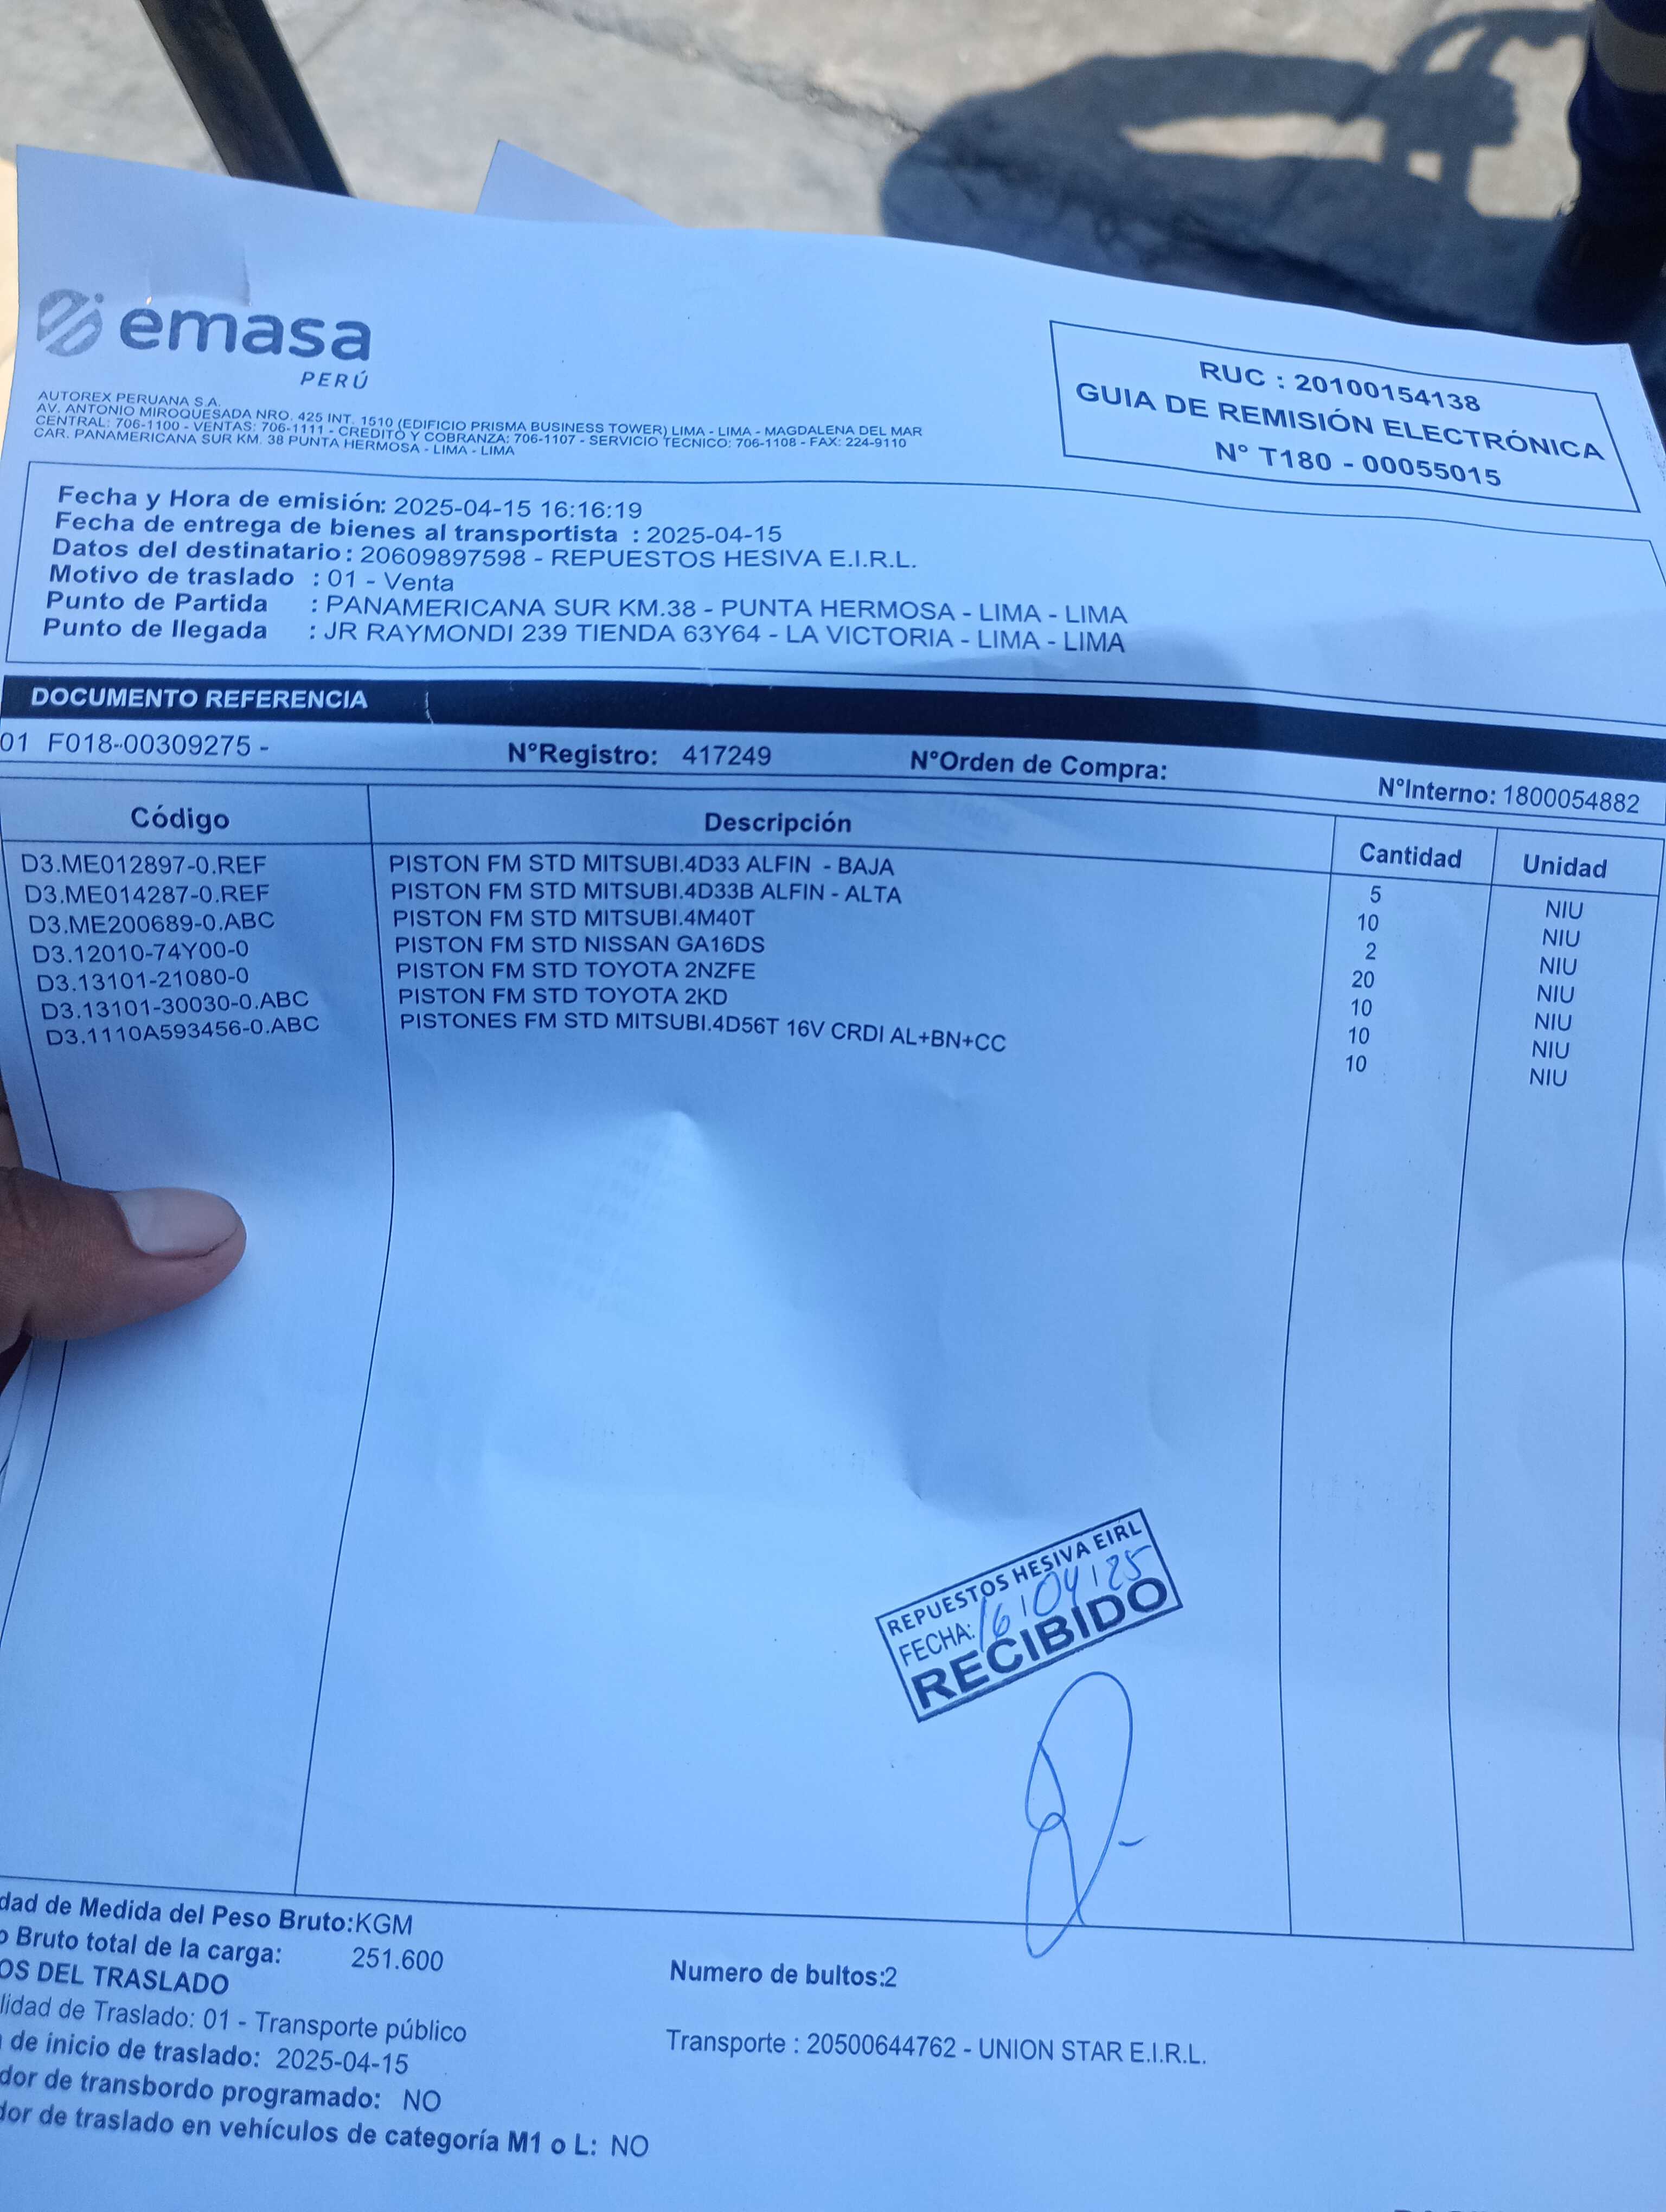 emasa
PERÚ
AUTOREX PERUANA S.A.
AV. ANTONIO MIROQUESADA NRO. 425 INT. 1510 (EDIFICIO PRISMA BUSINESS TOWER) LIMA - LIMA - MAGDALENA DEL MAR
CENTRAL: 706-1100 - VENTAS: 706-1111 - CREDITO Y COBRANZA: 706-1107 - SERVICIO TECNICO: 706-1108 - FAX: 224-9110
CAR. PANAMERICANA SUR KM. 38 PUNTA HERMOSA - LIMA - LIMA
RUC : 20100154138
GUIA DE REMISIÓN ELECTRÓNICA
N° T180 - 00055015
Fecha y Hora de emisión: 2025-04-15 16:16:19
Fecha de entrega de bienes al transportista : 2025-04-15
Datos del destinatario : 20609897598 - REPUESTOS HESIVA E.I.R.L.
Motivo de traslado : 01 - Venta
Punto de Partida : PANAMERICANA SUR KM.38 - PUNTA HERMOSA - LIMA - LIMA
Punto de llegada : JR RAYMONDI 239 TIENDA 63Y64 - LA VICTORIA - LIMA - LIMA
DOCUMENTO REFERENCIA
01 F018-00309275 - N°Registro: 417249 N°Orden de Compra: N°Interno: 1800054882
Código Descripción Cantidad Unidad
D3.ME012897-0.REF PISTON FM STD MITSUBI.4D33 ALFIN - BAJA 5 NIU
D3.ME014287-0.REF PISTON FM STD MITSUBI.4D33B ALFIN - ALTA 10 NIU
D3.ME200689-0.ABC PISTON FM STD MITSUBI.4M40T 2 NIU
D3.12010-74Y00-0 PISTON FM STD NISSAN GA16DS 20 NIU
D3.13101-21080-0 PISTON FM STD TOYOTA 2NZFE 10 NIU
D3.13101-30030-0.ABC PISTON FM STD TOYOTA 2KD 10 NIU
D3.1110A593456-0.ABC PISTONES FM STD MITSUBI.4D56T 16V CRDI AL+BN+CC 10 NIU
REPUESTOS HESIVA EIRL
FECHA: 16/04/25
RECIBIDO
dad de Medida del Peso Bruto:KGM
o Bruto total de la carga: 251.600 Numero de bultos:2
OS DEL TRASLADO
lidad de Traslado: 01 - Transporte público Transporte : 20500644762 - UNION STAR E.I.R.L.
de inicio de traslado: 2025-04-15
dor de transbordo programado: NO
dor de traslado en vehículos de categoría M1 o L: NO